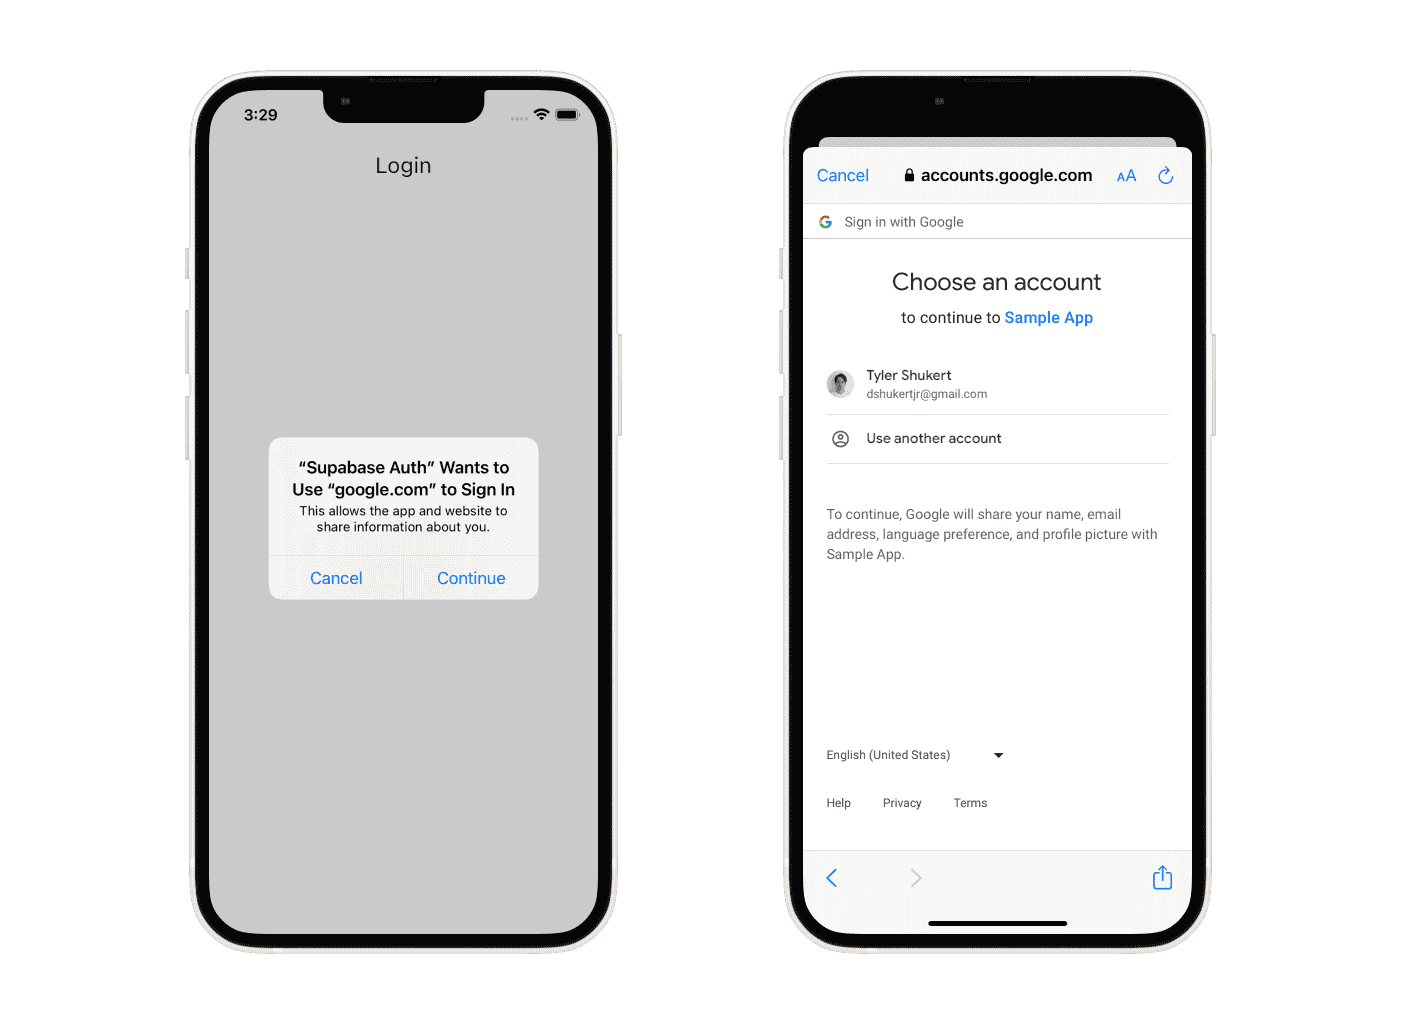 3:29
Login
“Supabase Auth” Wants to
Use “google.com” to Sign In
This allows the app and website to
share information about you.
Cancel Continue
Cancel accounts.google.com AA
Sign in with Google
Choose an account
to continue to Sample App
Tyler Shukert
dshukertjr@gmail.com
Use another account
To continue, Google will share your name, email
address, language preference, and profile picture with
Sample App.
English (United States)
Help Privacy Terms